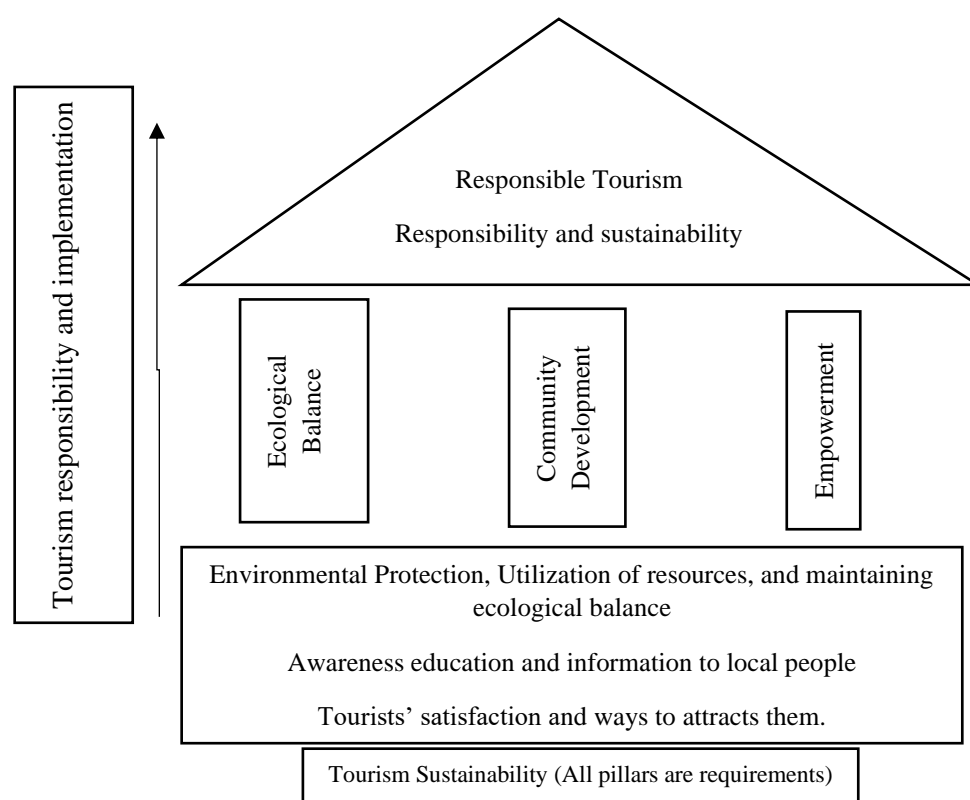 Tourism responsibility and implementation
Responsible Tourism
Responsibility and sustainability
Ecological
Balance
Community
Development
Empowerment
Environmental Protection, Utilization of resources, and maintaining
ecological balance
Awareness education and information to local people
Tourists’ satisfaction and ways to attracts them.
Tourism Sustainability (All pillars are requirements)